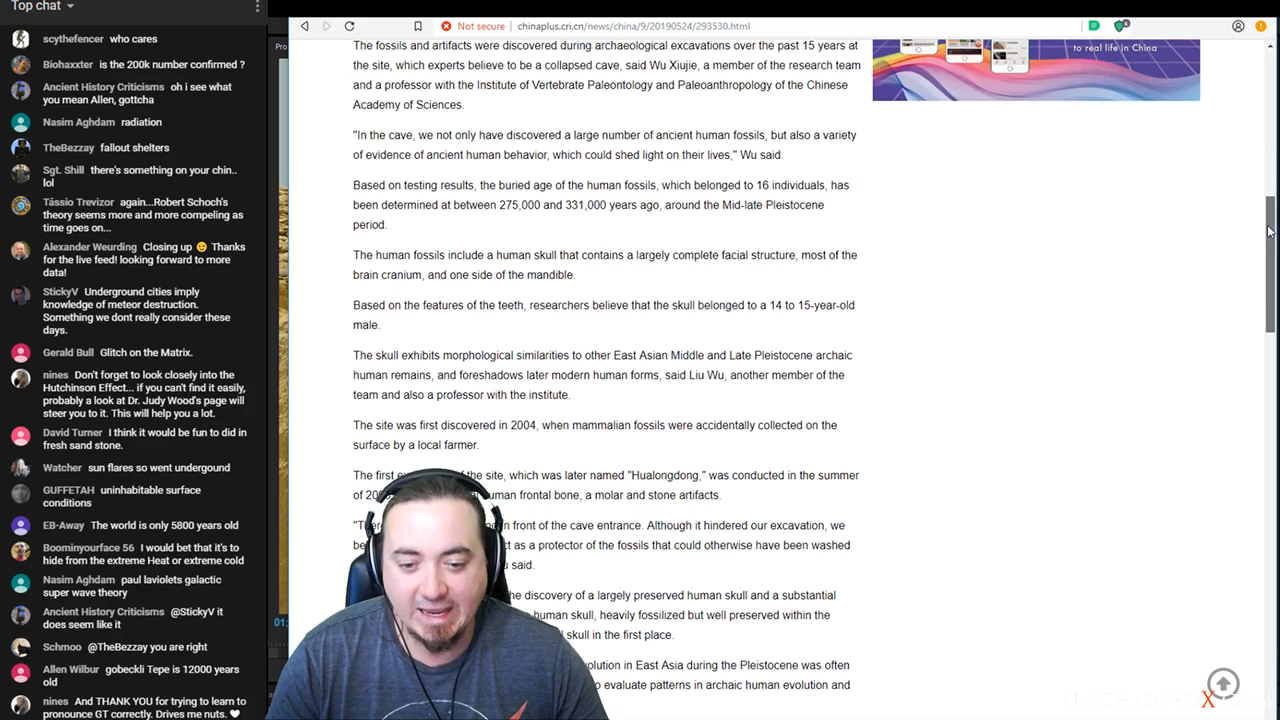 Top chat
scythefencer who cares
Biohaxxter is the 200k number confirmed ?
Ancient History Criticisms oh i see what
you mean Allen, gottcha
Nasim Aghdam radiation
TheBezzay fallout shelters
Sgt. Shill there's something on your chin..
lol
Tássio Trevizor again...Robert Schoch's
theory seems more and more compeling as
time goes on...
Alexander Weurding Closing up 😉 Thanks
for the live feed! looking forward to more
data!
StickyV Underground cities imply
knowledge of meteor destruction.
Something we dont really consider these
days.
Gerald Bull Glitch on the Matrix.
nines Don't forget to look closely into the
Hutchinson Effect... if you can't find it easily,
probably a look at Dr. Judy Wood's page will
steer you to it. This will help you a lot.
David Turner I think it would be fun to did in
fresh sand stone.
Watcher sun flares so went undergound
GUFFETAH uninhabitable surface
conditions
EB-Away The world is only 5800 years old
Boominyourface 56 I would bet that it's to
hide from the extreme Heat or extreme cold
Nasim Aghdam paul laviolets galactic
super wave theory
Ancient History Criticisms @StickyV it
does seem like it
Schmoo @TheBezzay you are right
Allen Wilbur gobeckli Tepe is 12000 years
old
nines And THANK YOU for trying to learn to
pronounce GT correctly. Drives me nuts. 🤍
Pro
01:
Not secure chinaplus.cri.cn/news/china/9/20190524/293530.html
to real life in China
The fossils and artifacts were discovered during archaeological excavations over the past 15 years at
the site, which experts believe to be a collapsed cave, said Wu Xiujie, a member of the research team
and a professor with the Institute of Vertebrate Paleontology and Paleoanthropology of the Chinese
Academy of Sciences.
"In the cave, we not only have discovered a large number of ancient human fossils, but also a variety
of evidence of ancient human behavior, which could shed light on their lives," Wu said.
Based on testing results, the buried age of the human fossils, which belonged to 16 individuals, has
been determined at between 275,000 and 331,000 years ago, around the Mid-late Pleistocene
period.
The human fossils include a human skull that contains a largely complete facial structure, most of the
brain cranium, and one side of the mandible.
Based on the features of the teeth, researchers believe that the skull belonged to a 14 to 15-year-old
male.
The skull exhibits morphological similarities to other East Asian Middle and Late Pleistocene archaic
human remains, and foreshadows later modern human forms, said Liu Wu, another member of the
team and also a professor with the institute.
The site was first discovered in 2004, when mammalian fossils were accidentally collected on the
surface by a local farmer.
The first of the site, which was later named "Hualongdong," was conducted in the summer
of human frontal bone, a molar and stone artifacts.
in front of the cave entrance. Although it hindered our excavation, we
act as a protector of the fossils that could otherwise have been washed
said.
the discovery of a largely preserved human skull and a substantial
human skull, heavily fossilized but well preserved within the
skull in the first place.
evolution in East Asia during the Pleistocene was often
to evaluate patterns in archaic human evolution and